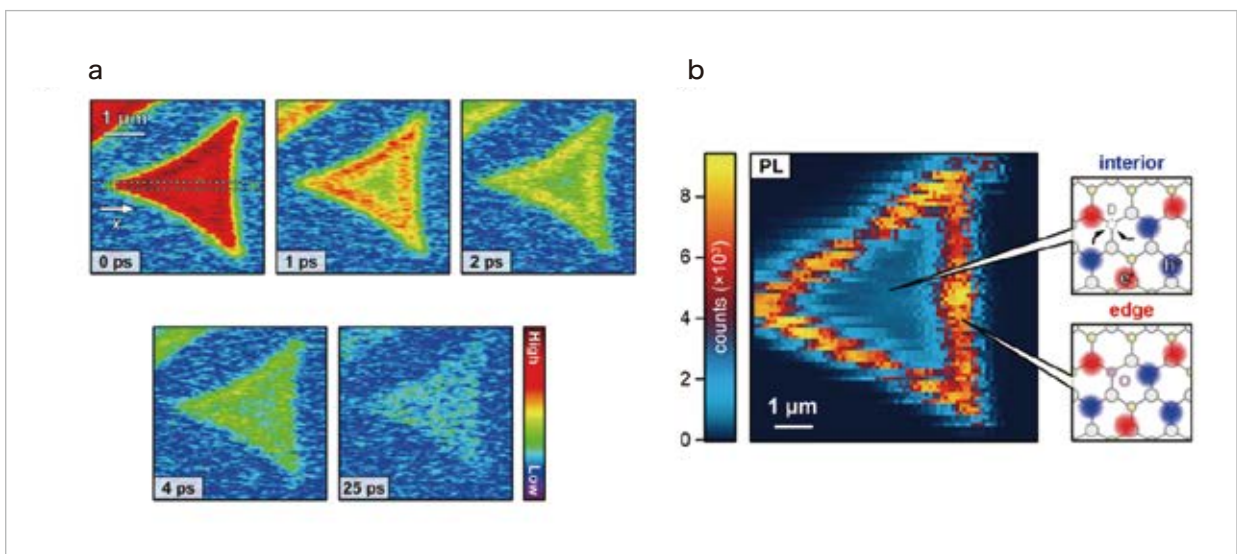 a
1 µm
x
0 ps
1 ps
2 ps
4 ps
25 ps
High
Low
b
counts (×10³)
8
6
4
2
0
PL
1 µm
interior
D
e
h
edge
O